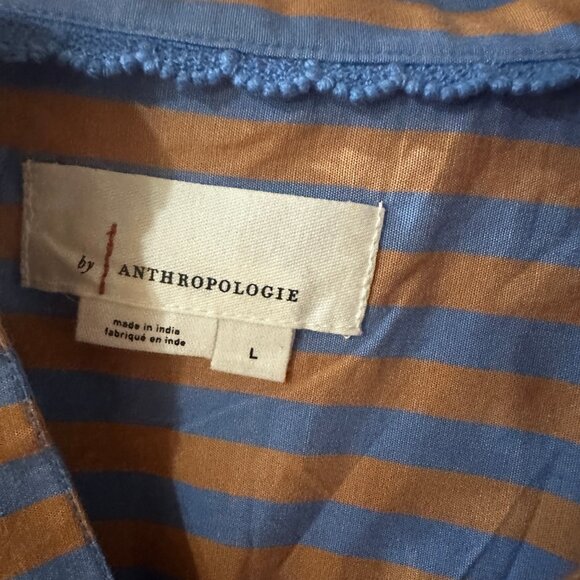 by ANTHROPOLOGIE
made in india
fabriqué en inde
L